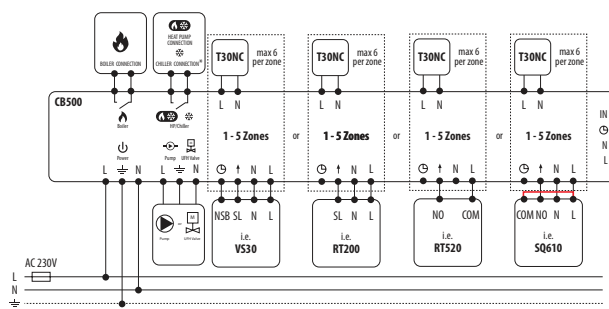 BOILER CONNECTION
HEAT PUMP
CONNECTION
CHILLER CONNECTION*
T30NC
max 6
per zone
T30NC
max 6
per zone
T30NC
max 6
per zone
T30NC
max 6
per zone
CB500
L N
L N
L N
L N
Boiler
HP/Chiller
IN
N
L
1 - 5 Zones
or
1 - 5 Zones
or
1 - 5 Zones
or
1 - 5 Zones
Power
Pump
UFH Valve
L N L N
N L
N L
N L
N L
Pump
or
M
UFH Valve
NSB SL N L
i.e.
VS30
SL N L
i.e.
RT200
NO COM
i.e.
RT520
COM NO N L
i.e.
SQ610
AC 230V
L
N